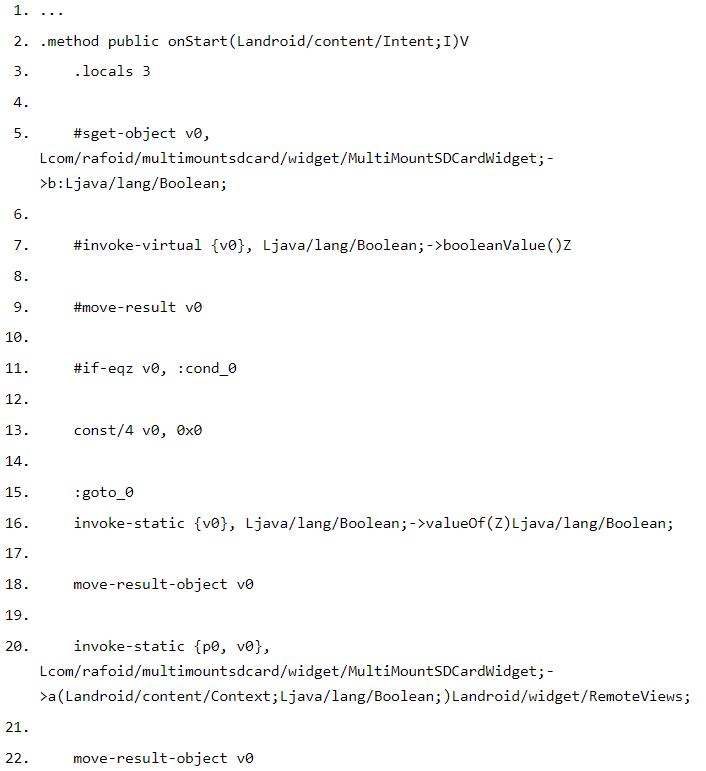 1. ...
2. .method public onStart(Landroid/content/Intent;I)V
3.     .locals 3
4.
5.     #sget-object v0,
Lcom/rafoid/multimountsdcard/widget/MultiMountSDCardWidget;-
>b:Ljava/lang/Boolean;
6.
7.     #invoke-virtual {v0}, Ljava/lang/Boolean;->booleanValue()Z
8.
9.     #move-result v0
10.
11.     #if-eqz v0, :cond_0
12.
13.     const/4 v0, 0x0
14.
15.     :goto_0
16.     invoke-static {v0}, Ljava/lang/Boolean;->valueOf(Z)Ljava/lang/Boolean;
17.
18.     move-result-object v0
19.
20.     invoke-static {p0, v0},
Lcom/rafoid/multimountsdcard/widget/MultiMountSDCardWidget;-
>a(Landroid/content/Context;Ljava/lang/Boolean;)Landroid/widget/RemoteViews;
21.
22.     move-result-object v0